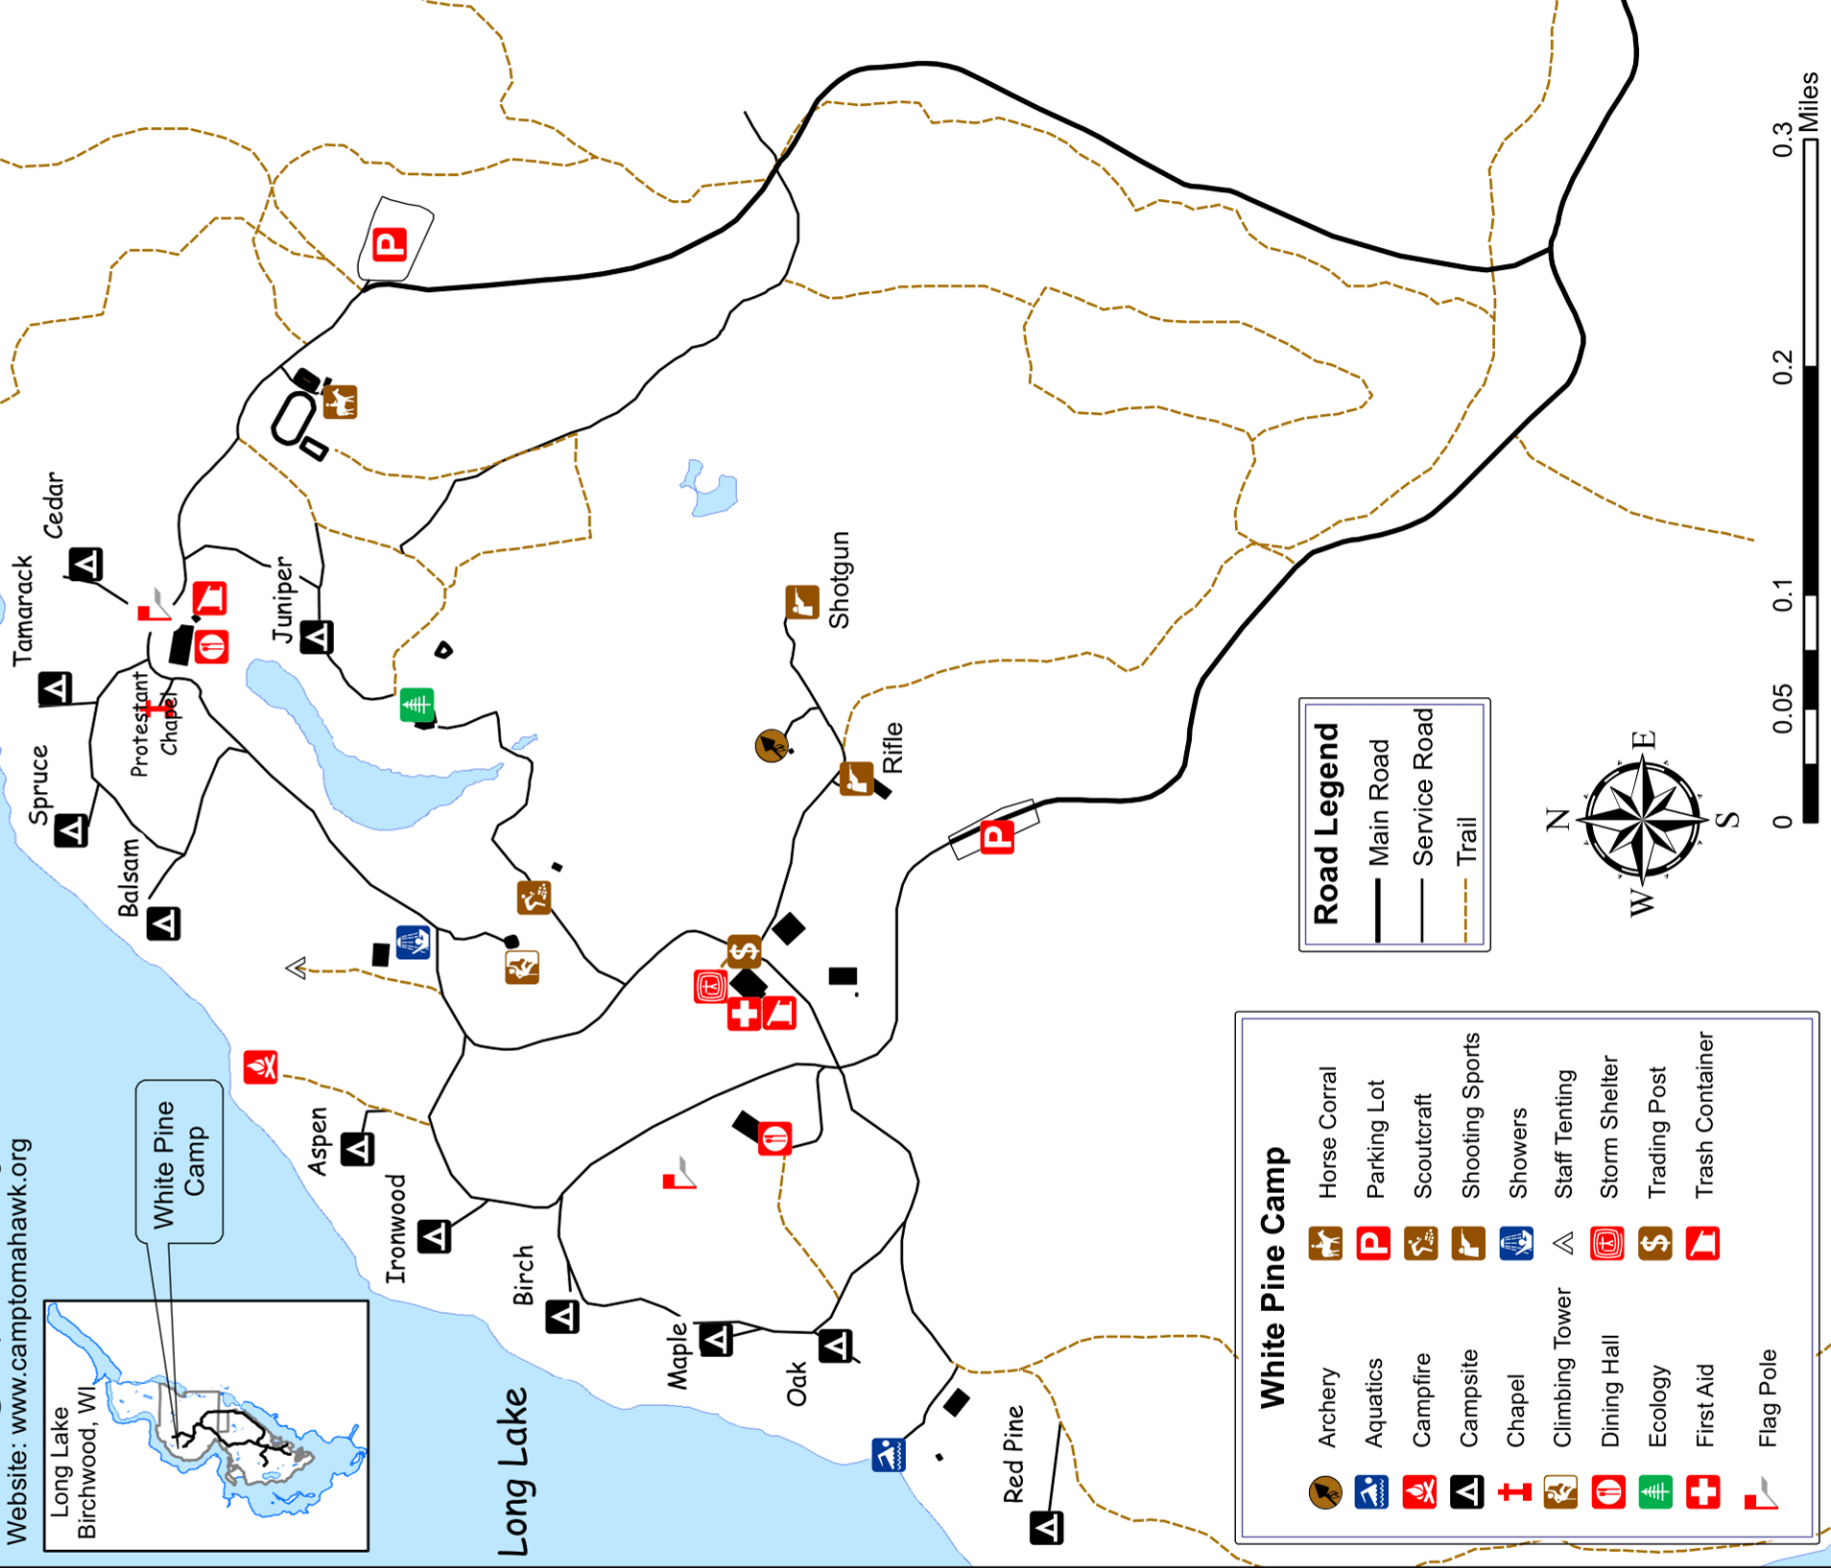 Website: www.camptomahawk.org
Long Lake
Birchwood, WI
White Pine
Camp
Long Lake
Tamarack
Cedar
Spruce
Protestant
Chapel
Balsam
Juniper
Aspen
Ironwood
Birch
Maple
Oak
Red Pine
Shotgun
Rifle
P
P
$
Road Legend
Main Road
Service Road
Trail
N
E
S
W
0
0.05
0.1
0.22
0.3
Miles
White Pine Camp
Archery
Aquatics
Campfire
Campsite
Chapel
Climbing Tower
Dining Hall
Ecology
First Aid
Flag Pole
Horse Corral
P Parking Lot
Scoutcraft
Shooting Sports
Showers
Staff Tenting
Storm Shelter
$ Trading Post
Trash Container